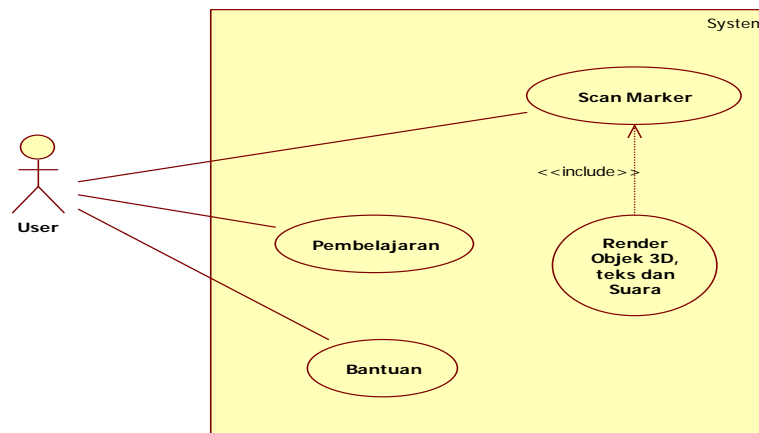 System
Scan Marker
<<include>>
User
Pembelajaran
Render
Objek 3D,
teks dan
Suara
Bantuan